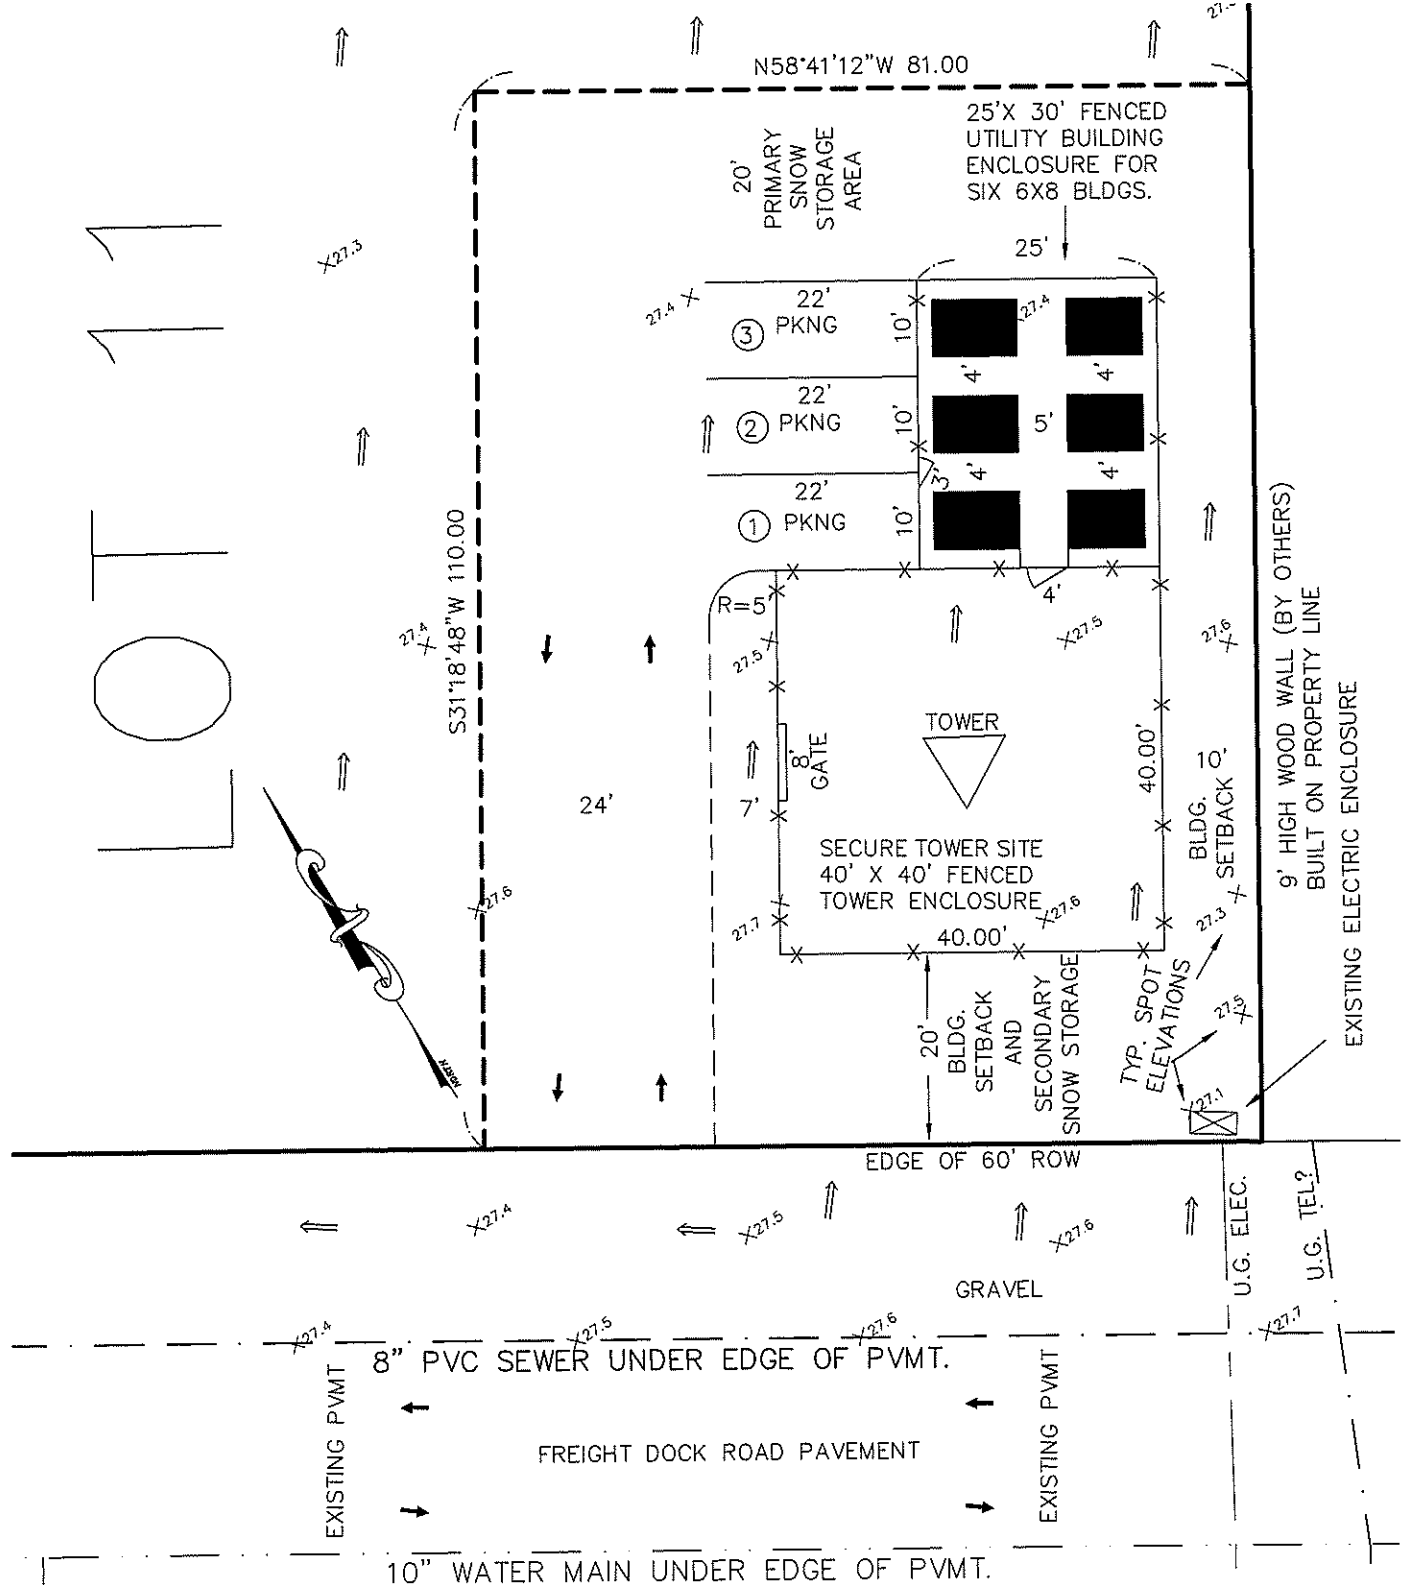 27.
N58°41'12"W 81.00
25'X 30' FENCED
UTILITY BUILDING
ENCLOSURE FOR
SIX 6X8 BLDGS.
20'
PRIMARY
SNOW
STORAGE
AREA
25'
LOT 11
27.3
27.4
22'
3 PKNG
10'
27.4
4'
4'
22'
2 PKNG
10'
5'
3'
4'
4'
22'
1 PKNG
10'
4'
R=5'
S31°18'48"W 110.00
27.4
27.5
27.5
27.6
TOWER
8'
GATE
7'
24'
40.00'
10'
BLDG.
SETBACK
9' HIGH WOOD WALL (BY OTHERS)
BUILT ON PROPERTY LINE
EXISTING ELECTRIC ENCLOSURE
SECURE TOWER SITE
40' X 40' FENCED
TOWER ENCLOSURE
27.6
27.6
27.7
27.3
40.00'
20'
BLDG.
SETBACK
AND
SECONDARY
SNOW STORAGE
TYP. SPOT
ELEVATIONS
27.5
27.1
NORTH
EDGE OF 60' ROW
27.4
27.5
27.6
U.G. ELEC.
U.G. TEL?
GRAVEL
27.4
27.5
27.6
27.7
8" PVC SEWER UNDER EDGE OF PVMT.
EXISTING PVMT
EXISTING PVMT
FREIGHT DOCK ROAD PAVEMENT
10" WATER MAIN UNDER EDGE OF PVMT.